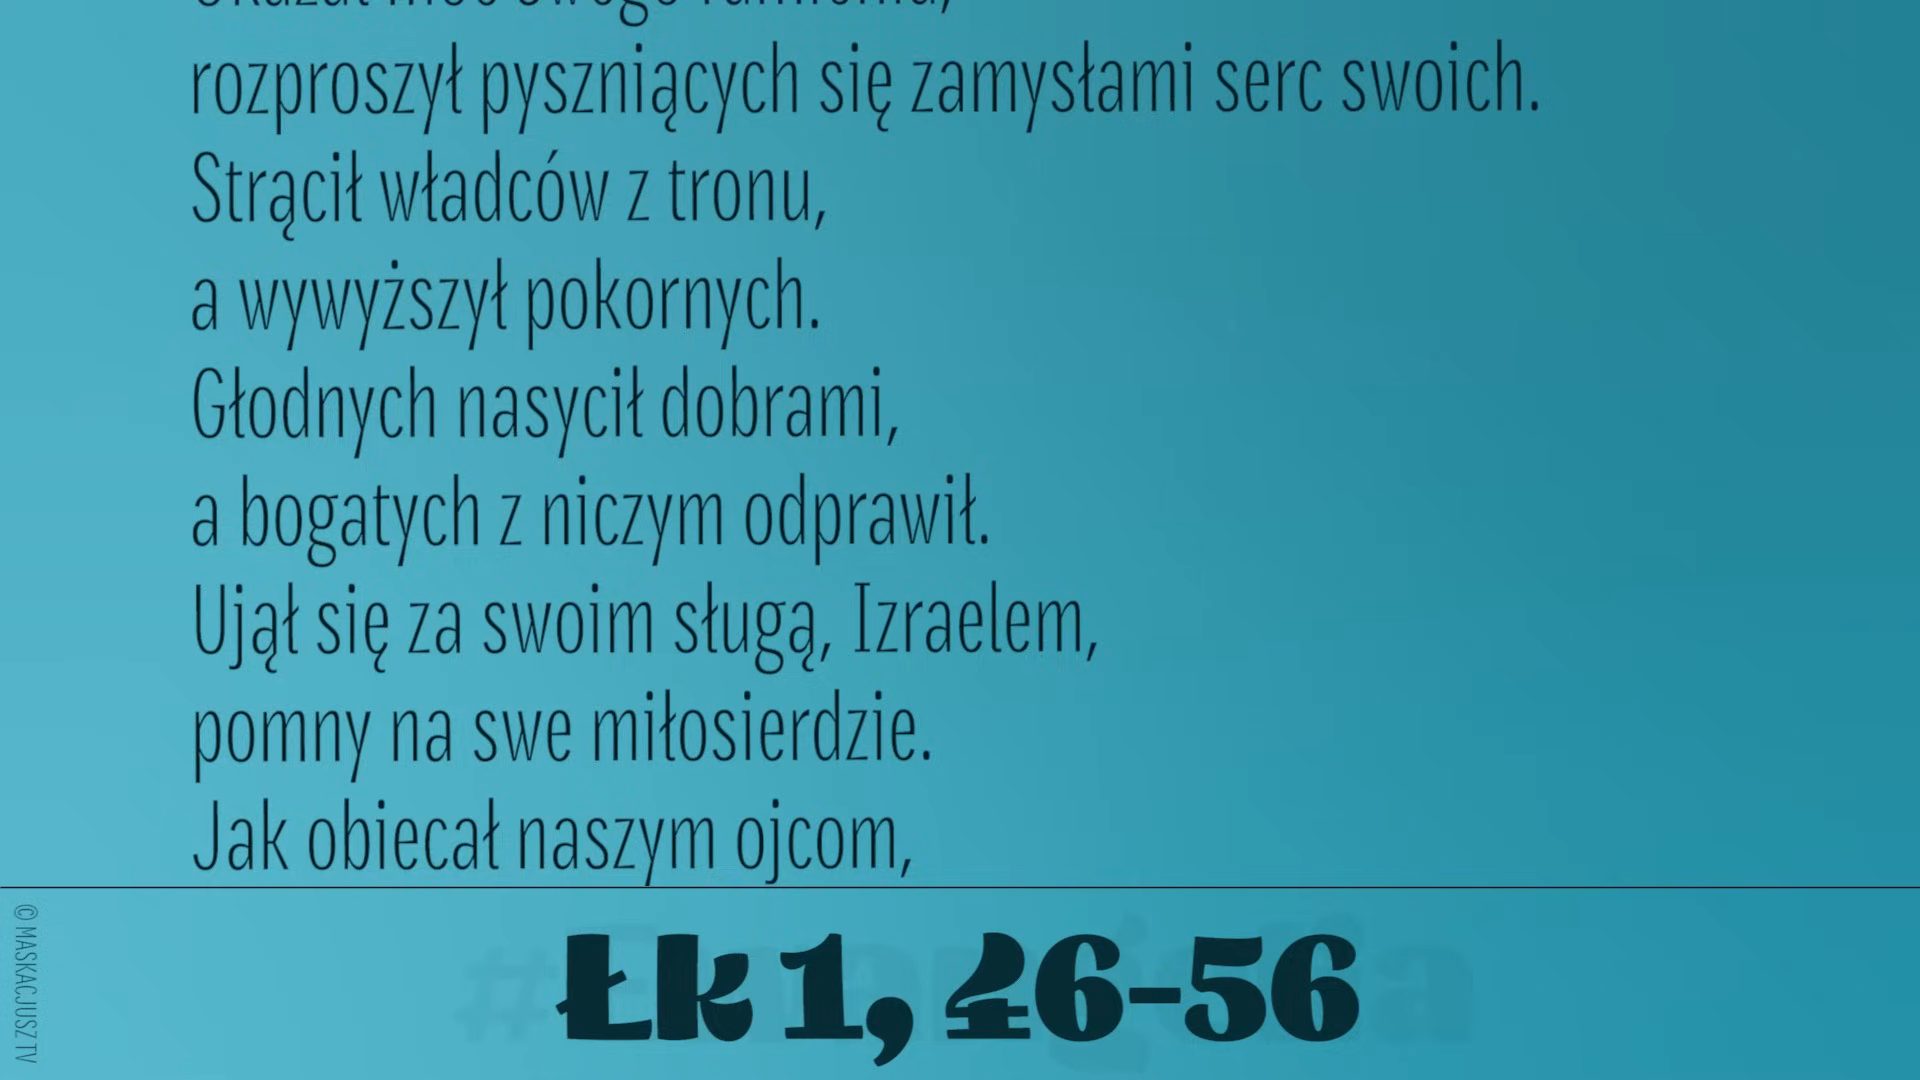 rozproszył pyszniących się zamysłami serc swoich.
Strącił władców z tronu,
a wywyższył pokornych.
Głodnych nasycił dobrami,
a bogatych z niczym odprawił.
Ujął się za swoim sługą, Izraelem,
pomny na swe miłosierdzie.
Jak obiecał naszym ojcom,
Łk 1, 46-56
© MASKACJUSZ TV